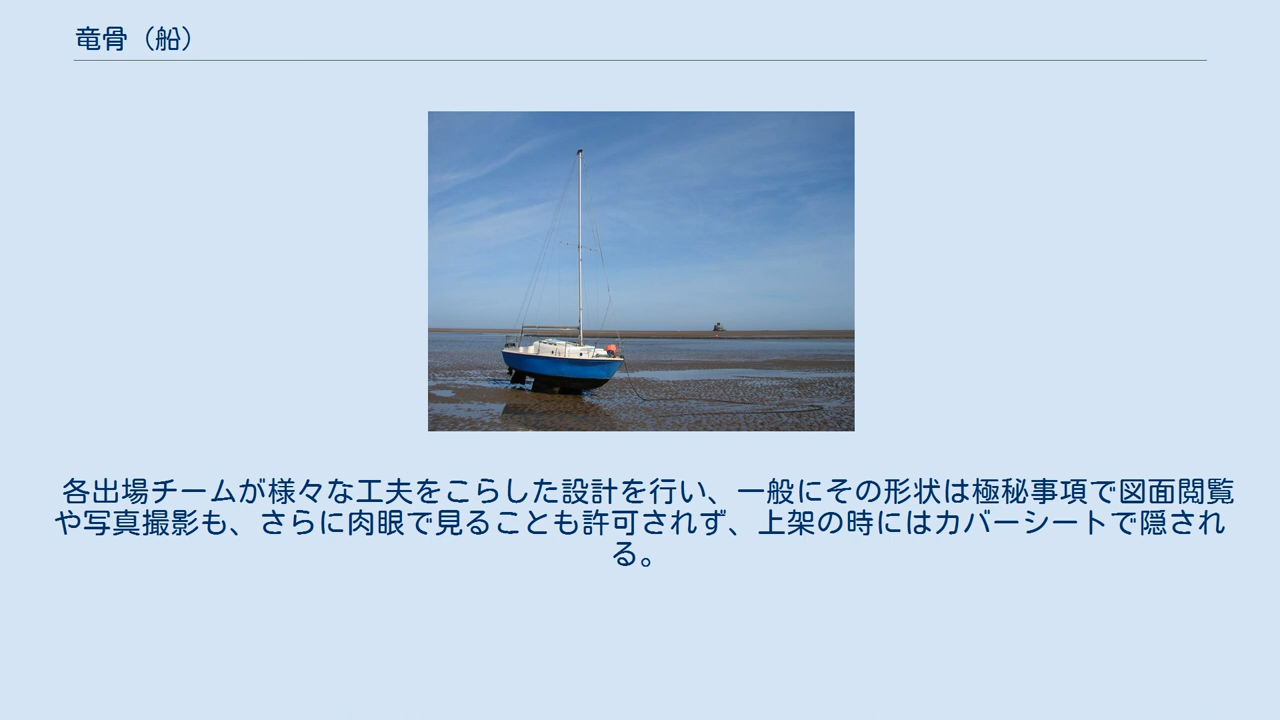 竜骨（船）
各出場チームが様々な工夫をこらした設計を行い、一般にその形状は極秘事項で図面閲覧
や写真撮影も、さらに肉眼で見ることも許可されず、上架の時にはカバーシートで隠され
る。